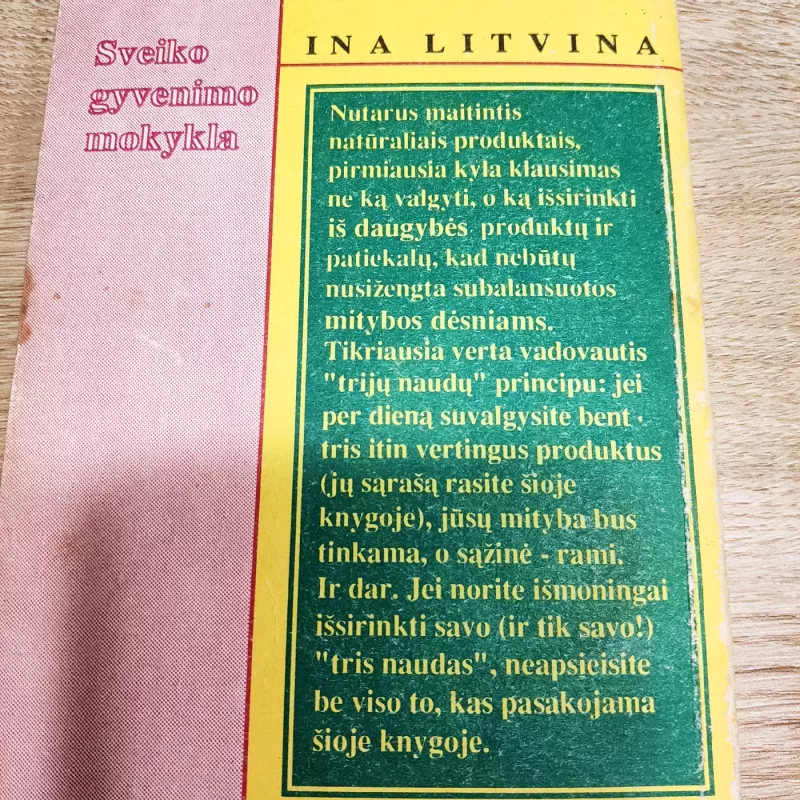 Sveiko
gyvenimo
mokykla
INA LITVINA
Nutarus maitintis
natūraliais produktais,
pirmiausia kyla klausimas
ne ką valgyti, o ką išsirinkti
iš daugybės produktų ir
patiekalų, kad nebūtų
nusižengta subalansuotos
mitybos dėsniams.
Tikriausia verta vadovautis
"trijų naudų" principu: jei
per dieną suvalgysite bent
tris itin vertingus produktus
(jų sąrašą rasite šioje
knygoje), jūsų mityba bus
tinkama, o sąžinė - rami.
Ir dar. Jei norite išmoningai
išsirinkti savo (ir tik savo!)
"tris naudas", neapsieisite
be viso to, kas pasakojama
šioje knygoje.